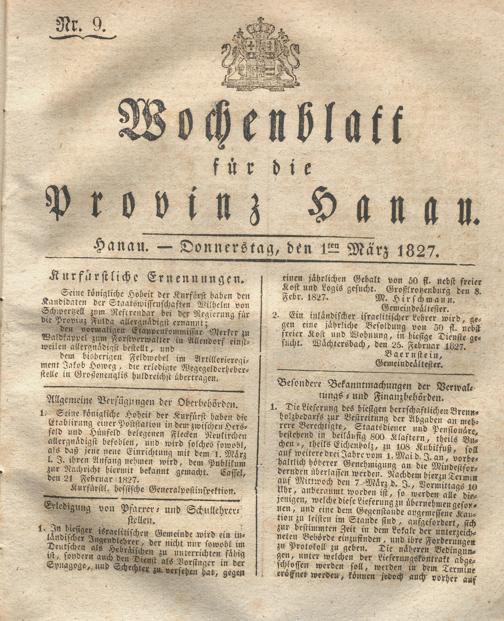 Nr. 9.
Wochenblatt
für die
Provinz Hanau.
Hanau. — Donnerstag, den 1ten März 1827.
Kurfürstliche Ernennungen.
Seine königliche Hoheit der Kurfürst haben den
Kandidaten der Staatswissenschaften Wilhelm von
Schwerzell zum Referendar bei der Regierung für
die Provinz Fulda allergnädigst ernannt;
den vormaligen Chaussee Merker zu
Waldkappel zum Forstverwalter in Allendorf einst-
weilen allergnädigst bestellt, und
dem bisherigen Feldwebel im Artillerieregi-
ment Jakob Howeg, die erledigte Wegegelderheber-
stelle in Großenenglis huldreichst übertragen.
Allgemeine Verfügungen der Oberbehörden.
1. Seine königliche Hoheit der Kurfürst haben die
Etablirung einer Poststation in dem zwischen Hers-
feld und Hünfeld belegenen Flecken Neukirchen
allergnädigst befohlen, und wird solches, sowohl
als daß jene neue Einrichtung mit dem 1. März
l. J. ihren Anfang nehmen wird, dem Publikum
zur Nachricht hiermit bekannt gemacht. Cassel,
den 21 Februar 1827.
Kurfürstl. hessische Generalpostinspektion.
Erledigung von Pfarrer- und Schullehrer-
stellen.
1. In hiesiger israelitischen Gemeinde wird ein in-
ländischer Jugendlehrer, der nicht nur sowohl im
Deutschen als Hebräischen zu unterrichten fähig
ist, sondern auch den Dienst als Vorsinger in der
Synagoge, und Schechter zu versehen hat, gegen
einen jährlichen Gehalt von 50 fl. nebst freier
Kost und Logis gesucht. Großkrotzenburg den 8.
Febr. 1827.
M. Hirschmann.
Gemeindeältester.
2. Ein inländischer israelitischer Lehrer wird, ge-
gen eine jährliche Besoldung von 50 fl. nebst
freier Kost und Wohnung, in hiesige Dienste ge-
sucht. Wächtersbach, den 25. Februar 1827.
Baernstein,
Gemeindeältester.
Besondere Bekanntmachungen der Verwal-
tungs- und Finanzbehörden.
1. Die Lieferung des hiesigen herrschaftlichen Brenn-
holzbedarfs zur Bestreitung der Abgaben an meh-
rere Berechtigte, Staatsdiener und Pensionäre,
bestehend in beiläufig 800 Klaftern, theils Bu-
chen-, theils Eichenholz, zu 108 Kubikfuß, soll
auf weitere drei Jahre vom 1. Mai d. J. an, vorbe-
haltlich höherer Genehmigung an die Mindestfor-
dernden überlassen werden. Nachdem hierzu Termin
auf Mittwoch den 7. März d. J., Vormittags 10
Uhr, anberaumt worden ist, so werden alle die-
jenigen, welche diese Lieferung zu übernehmen geson-
nen, und eine dem Gegenstande angemessene Kau-
tion zu leisten im Stande sind, aufgefordert, sich
zur bestimmten Zeit in dem Lokale der unterzeich-
neten Behörde einzufinden, und ihre Forderungen
zu Protokoll zu geben. Die näheren Bedingun-
gen, unter welchen der Lieferungskontrakt abge-
schlossen werden soll, werden in dem Termine
eröffnet werden, können jedoch auch vorher auf